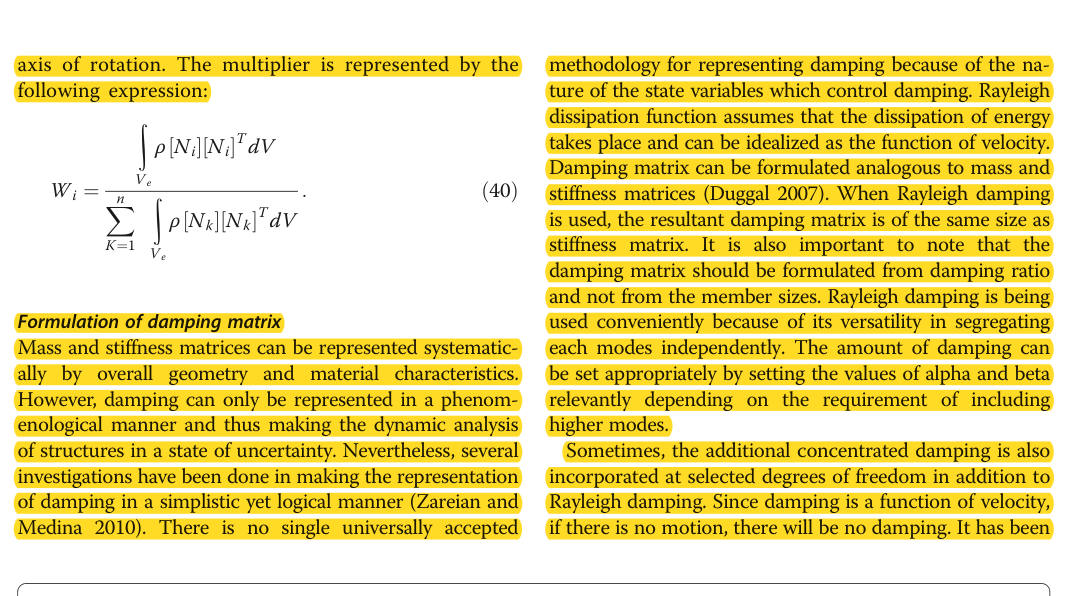 axis of rotation. The multiplier is represented by the
following expression:
W_i = \frac{\int_{V_e} ρ[N_i][N_i]^T dV}{\sum_{K=1}^{n} \int_{V_e} ρ[N_k][N_k]^T dV}. (40)
Formulation of damping matrix
Mass and stiffness matrices can be represented systematic-
ally by overall geometry and material characteristics.
However, damping can only be represented in a phenom-
enological manner and thus making the dynamic analysis
of structures in a state of uncertainty. Nevertheless, several
investigations have been done in making the representation
of damping in a simplistic yet logical manner (Zareian and
Medina 2010). There is no single universally accepted
methodology for representing damping because of the na-
ture of the state variables which control damping. Rayleigh
dissipation function assumes that the dissipation of energy
takes place and can be idealized as the function of velocity.
Damping matrix can be formulated analogous to mass and
stiffness matrices (Duggal 2007). When Rayleigh damping
is used, the resultant damping matrix is of the same size as
stiffness matrix. It is also important to note that the
damping matrix should be formulated from damping ratio
and not from the member sizes. Rayleigh damping is being
used conveniently because of its versatility in segregating
each modes independently. The amount of damping can
be set appropriately by setting the values of alpha and beta
relevantly depending on the requirement of including
higher modes.
Sometimes, the additional concentrated damping is also
incorporated at selected degrees of freedom in addition to
Rayleigh damping. Since damping is a function of velocity,
if there is no motion, there will be no damping. It has been